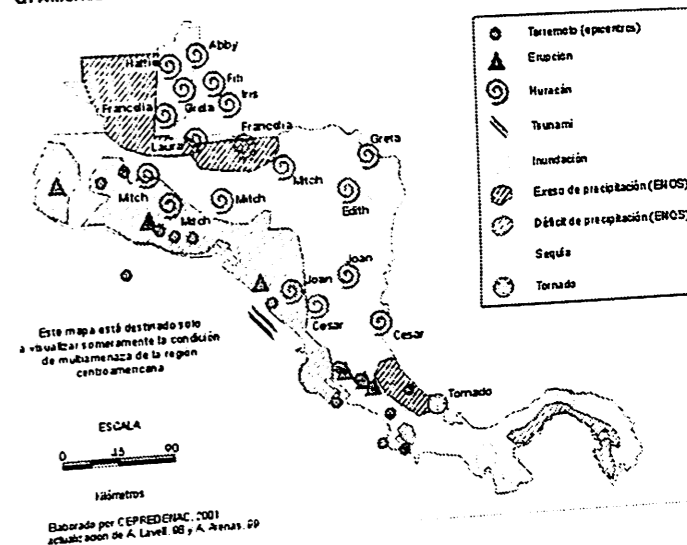 Abby
Hattie
Fifi
Iris
Greta
Francelia
Francelia
Laura
Greta
Mitch
Mitch
Mitch
Mitch
Edith
Joan
Joan
Cesar
Cesar
Tornado
Terremoto (epicentros)
Erupción
Huracán
Tsunami
Inundación
Exeso de precipitación (ENOS)
Déficit de precipitación (ENOS)
Sequía
Tornado
Este mapa está destinado solo
a visualizar someramente la condición
de multiamenaza de la region
centroamericana
ESCALA
0 45 90
Kilómetros
Elaborado por CEPREDENAC, 2001
actualización de A. Lavell, 98 y A. Arenas, 99